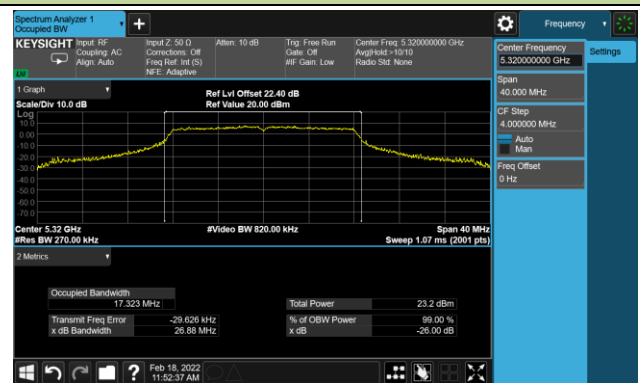 Spectrum Analyzer 1
Occupied BW
Frequency
KEYSIGHT
Input: RF
Coupling: AC
Align: Auto
Input Z: 50 Ω
Corrections: Off
Freq Ref: Int (S)
NFE: Adaptive
Atten: 10 dB
Trig: Free Run
Gate: Off
#IF Gain: Low
Center Freq: 5.320000000 GHz
Avg|Hold:>10/10
Radio Std: None
Center Frequency
5.320000000 GHz
Settings
Span
40.000 MHz
CF Step
4.000000 MHz
Auto
Man
Freq Offset
0 Hz
1 Graph
Scale/Div 10.0 dB
Ref Lvl Offset 22.40 dB
Ref Value 20.00 dBm
Log
10.0
0.00
-10.0
-20.0
-30.0
-40.0
-50.0
-60.0
-70.0
Center 5.32 GHz
#Res BW 270.00 kHz
#Video BW 820.00 kHz
Span 40 MHz
Sweep 1.07 ms (2001 pts)
2 Metrics
Occupied Bandwidth
17.323 MHz
Total Power 23.2 dBm
Transmit Freq Error -29.626 kHz
% of OBW Power 99.00 %
x dB Bandwidth 26.88 MHz
x dB -26.00 dB
?
Feb 18, 2022
11:52:37 AM